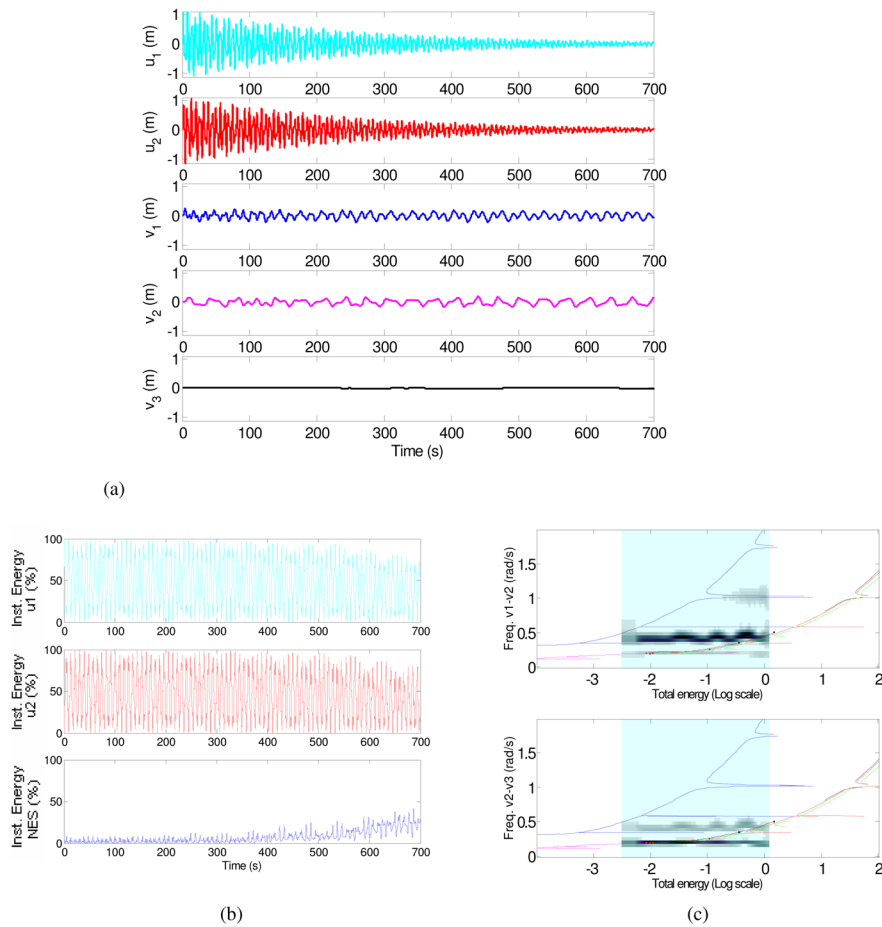 u1 (m)
1
0
-1
0 100 200 300 400 500 600 700
u2 (m)
1
0
-1
0 100 200 300 400 500 600 700
v1 (m)
1
0
-1
0 100 200 300 400 500 600 700
v2 (m)
1
0
-1
0 100 200 300 400 500 600 700
v3 (m)
1
0
-1
0 100 200 300 400 500 600 700
Time (s)
(a)
Inst. Energy
u1 (%)
100
50
0
0 100 200 300 400 500 600 700
Inst. Energy
u2 (%)
100
50
0
0 100 200 300 400 500 600 700
Inst. Energy
NES (%)
100
50
0
0 100 200 300 400 500 600 700
Time (s)
(b)
Freq. v1-v2 (rad/s)
1.5
1
0.5
0
-3 -2 -1 0 1 2
Total energy (Log scale)
Freq. v2-v3 (rad/s)
1.5
1
0.5
0
-3 -2 -1 0 1 2
Total energy (Log scale)
(c)